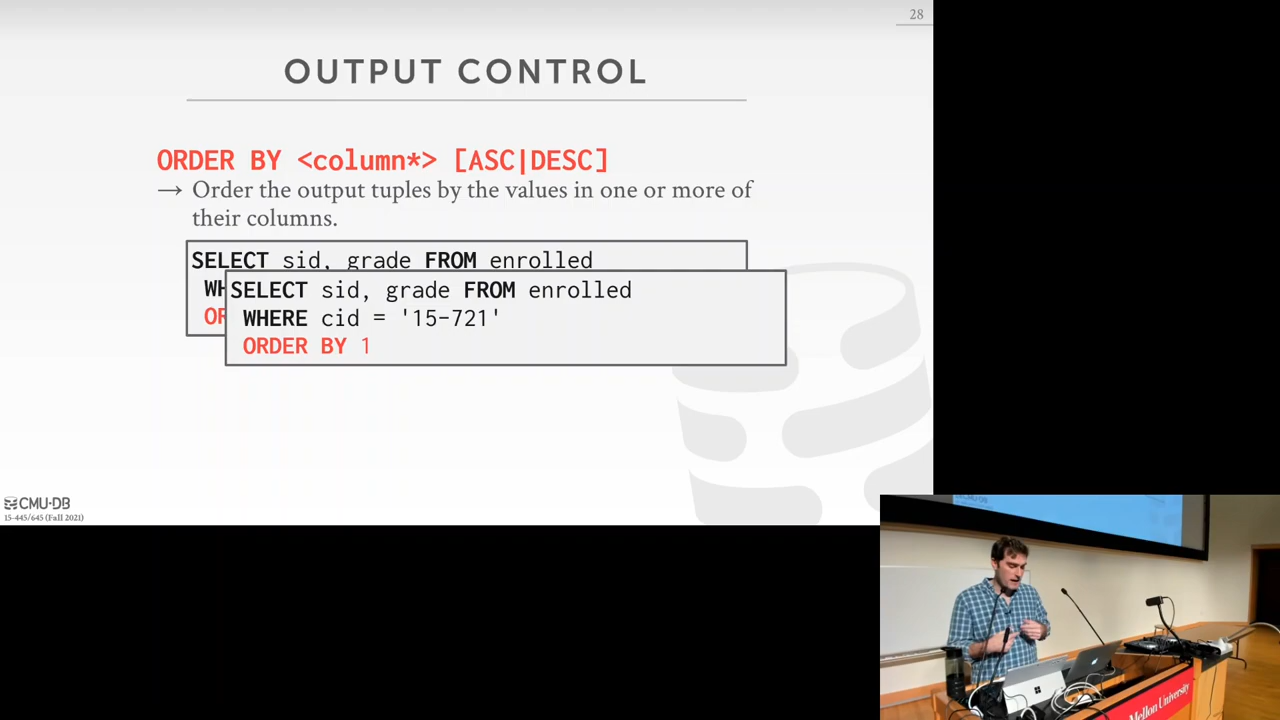 28
OUTPUT CONTROL
ORDER BY <column*> [ASC|DESC]
→ Order the output tuples by the values in one or more of
their columns.
SELECT sid, grade FROM enrolled
WH
OR
SELECT sid, grade FROM enrolled
WHERE cid = '15-721'
ORDER BY 1
CMU·DB
15-445/645 (Fall 2021)
Mellon University